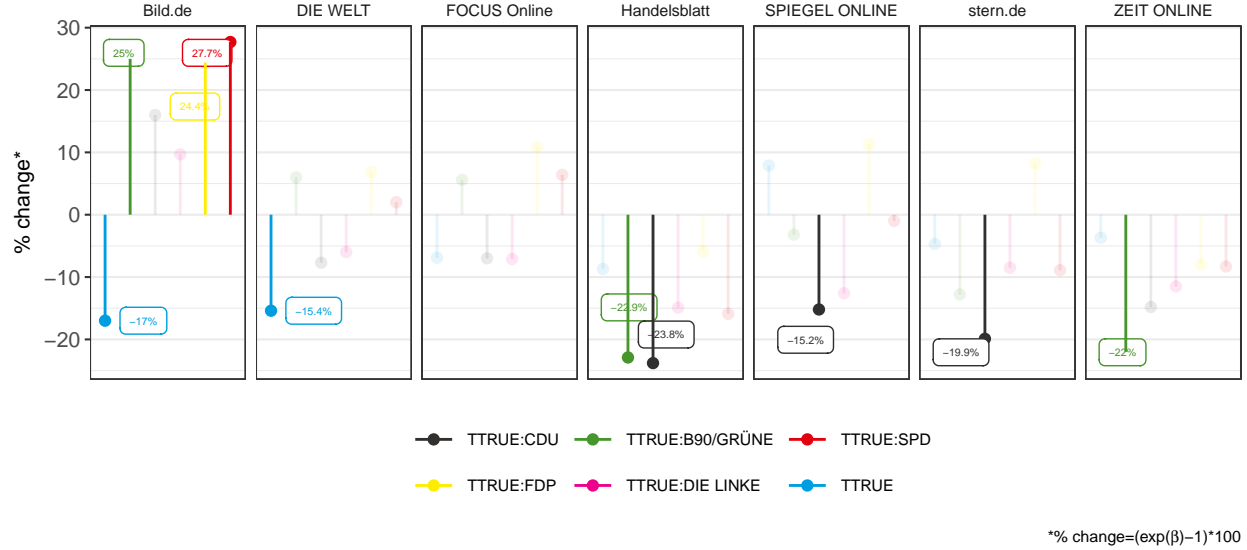 Bild.de
DIE WELT
FOCUS Online
Handelsblatt
SPIEGEL ONLINE
stern.de
ZEIT ONLINE
% change*
30
20
10
0
−10
−20
25%
27.7%
24.4%
−17%
−15.4%
−22.9%
−23.8%
−15.2%
−19.9%
−22%
TTRUE:CDU
TTRUE:B90/GRÜNE
TTRUE:SPD
TTRUE:FDP
TTRUE:DIE LINKE
TTRUE
*% change=(exp(β)−1)*100